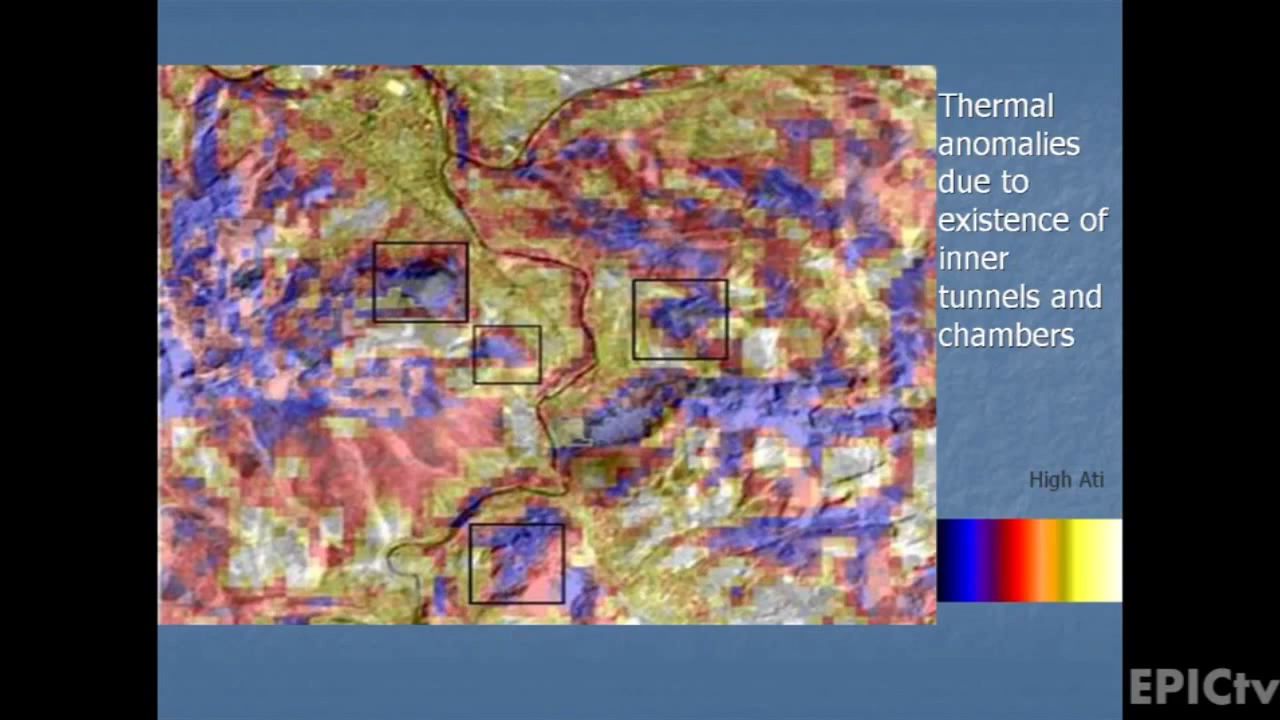 Thermal
anomalies
due to
existence of
inner
tunnels and
chambers
High Ati
EPICtv